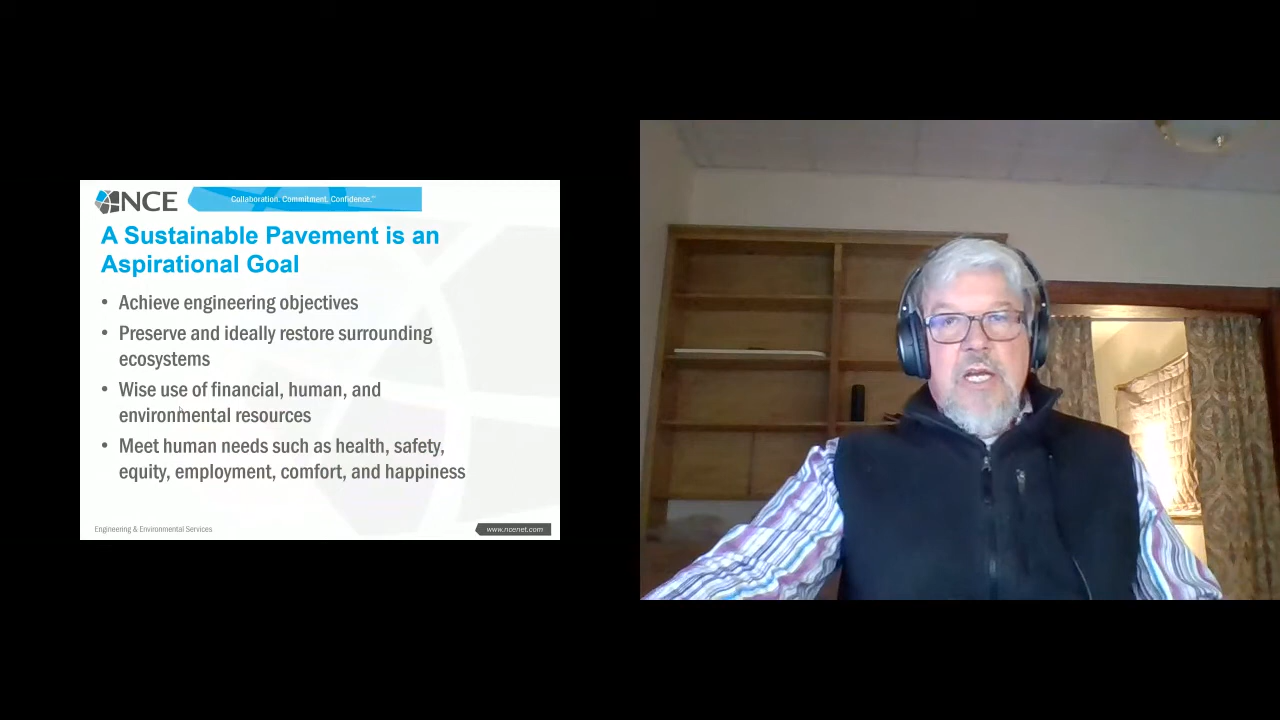 NCE
Collaboration. Commitment. Confidence.™
A Sustainable Pavement is an
Aspirational Goal
• Achieve engineering objectives
• Preserve and ideally restore surrounding
ecosystems
• Wise use of financial, human, and
environmental resources
• Meet human needs such as health, safety,
equity, employment, comfort, and happiness
Engineering & Environmental Services
www.ncenet.com